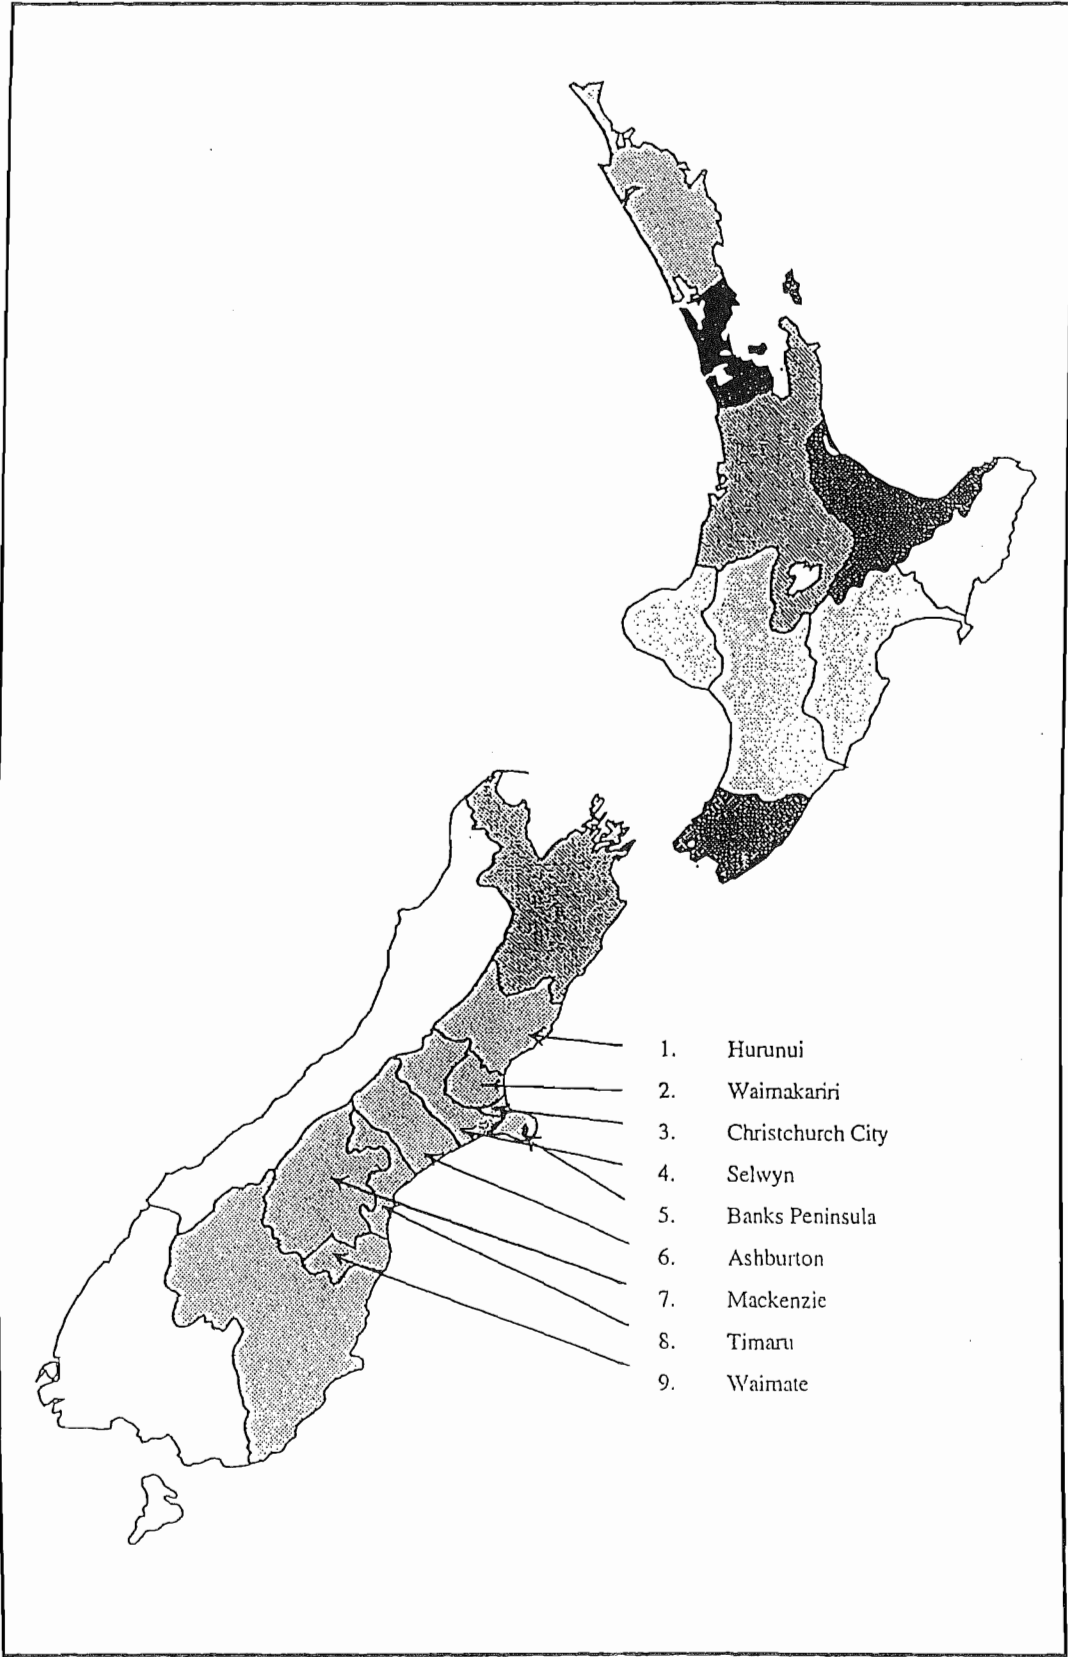 1. Hurunui
2. Waimakariri
3. Christchurch City
4. Selwyn
5. Banks Peninsula
6. Ashburton
7. Mackenzie
8. Timaru
9. Waimate